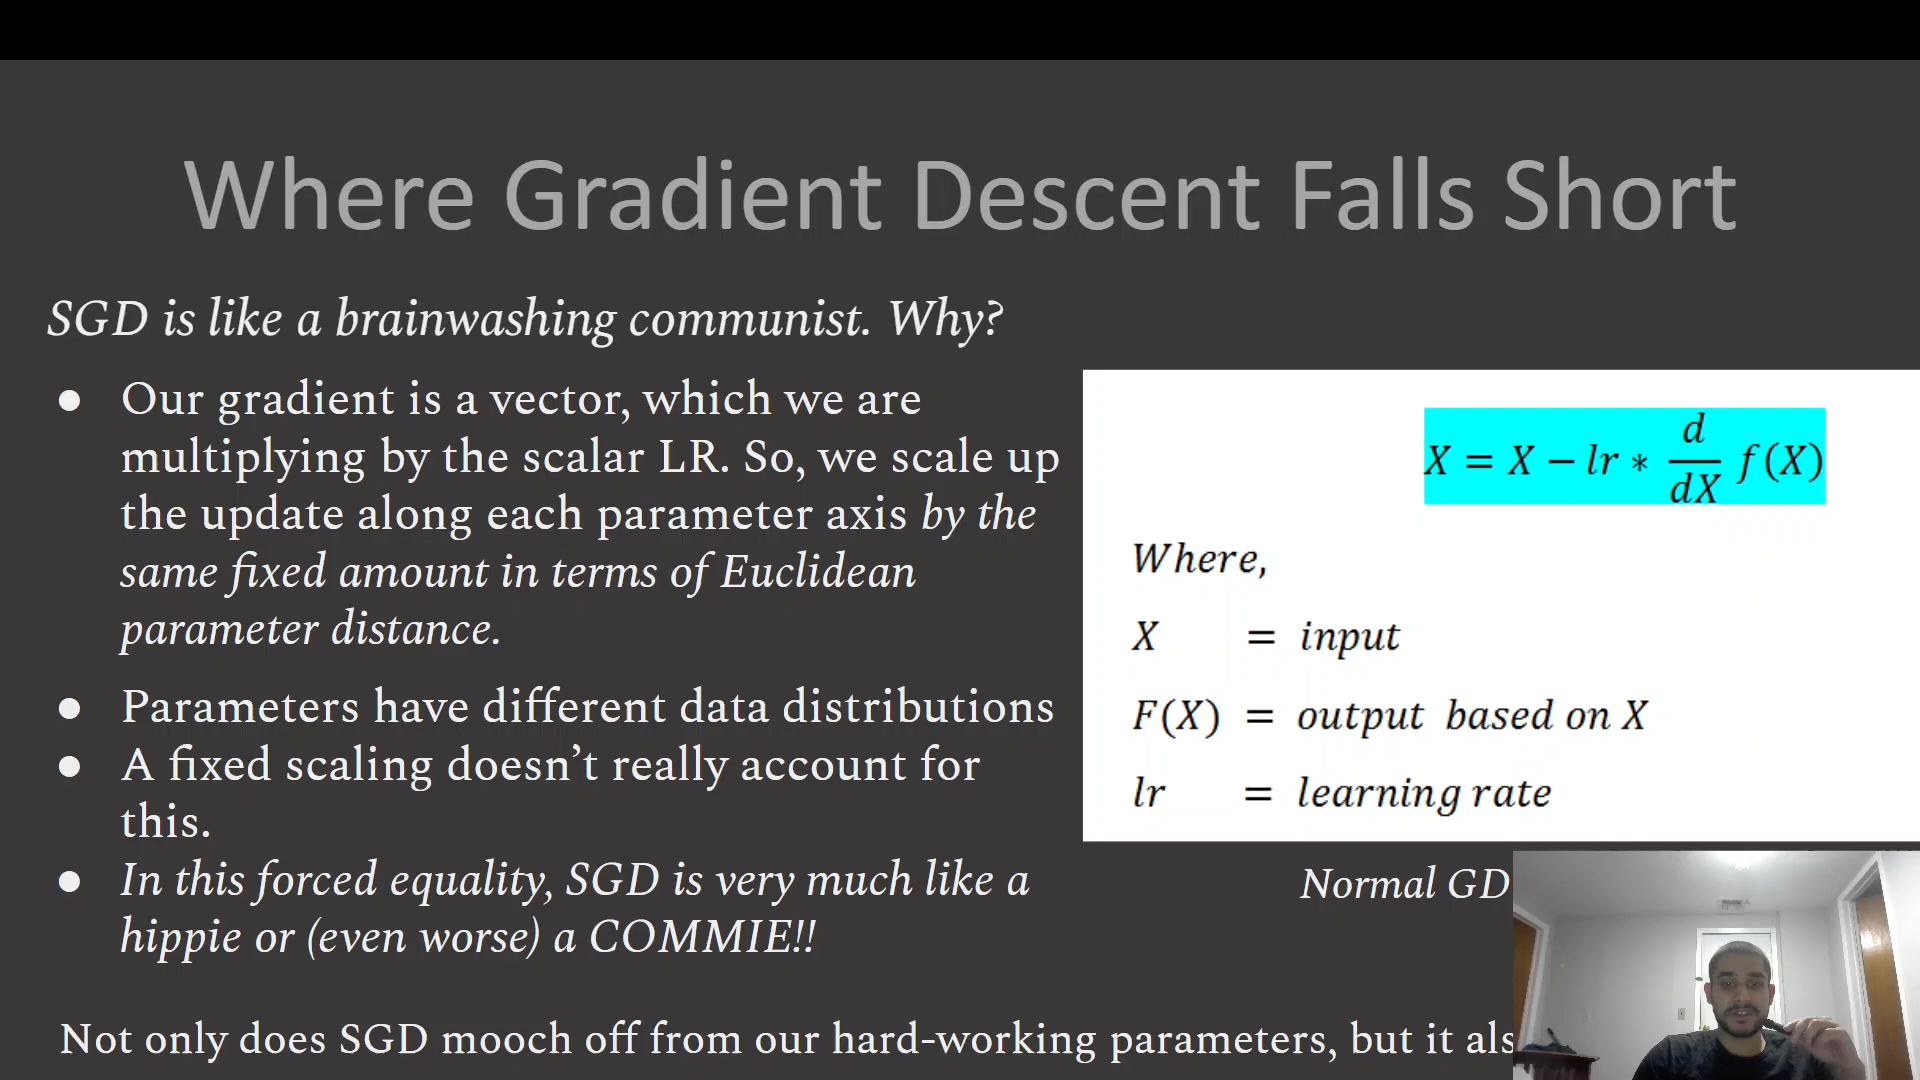 Where Gradient Descent Falls Short
SGD is like a brainwashing communist. Why?
● Our gradient is a vector, which we are
multiplying by the scalar LR. So, we scale up
the update along each parameter axis by the
same fixed amount in terms of Euclidean
parameter distance.
● Parameters have different data distributions
● A fixed scaling doesn’t really account for
this.
● In this forced equality, SGD is very much like a
hippie or (even worse) a COMMIE!!
X = X − lr * d/dX f(X)
Where,
X = input
F(X) = output based on X
lr = learning rate
Normal GD
Not only does SGD mooch off from our hard-working parameters, but it als